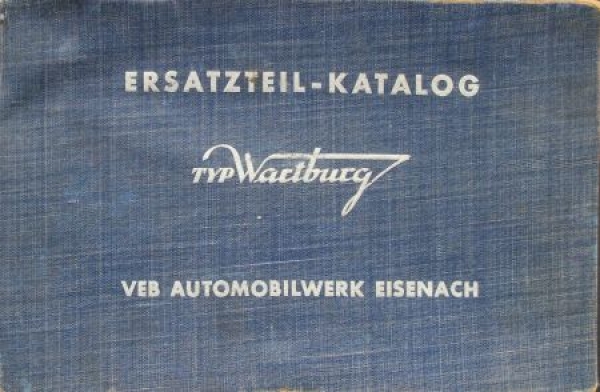 ERSATZTEIL-KATALOG
TYP Wartburg
VEB AUTOMOBILWERK EISENACH